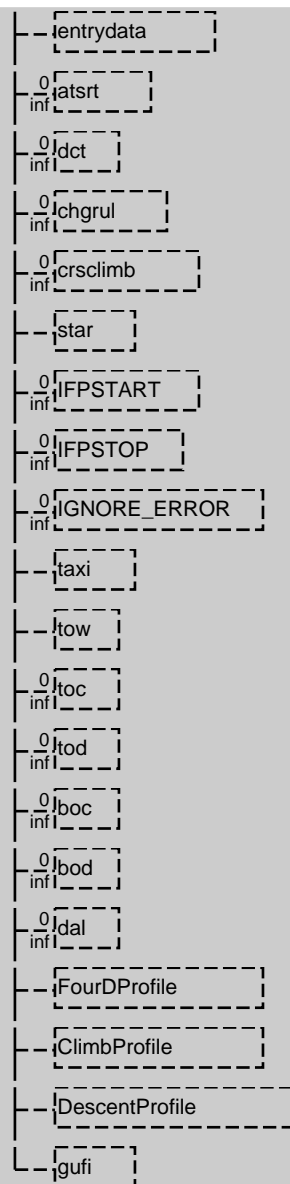 entrydata
0
inf
atsrt
0
inf
dct
0
inf
chgrul
0
inf
crsclimb
star
0
inf
IFPSTART
0
inf
IFPSTOP
0
inf
IGNORE_ERROR
taxi
tow
0
inf
toc
0
inf
tod
0
inf
boc
0
inf
bod
0
inf
dal
FourDProfile
ClimbProfile
DescentProfile
gufi